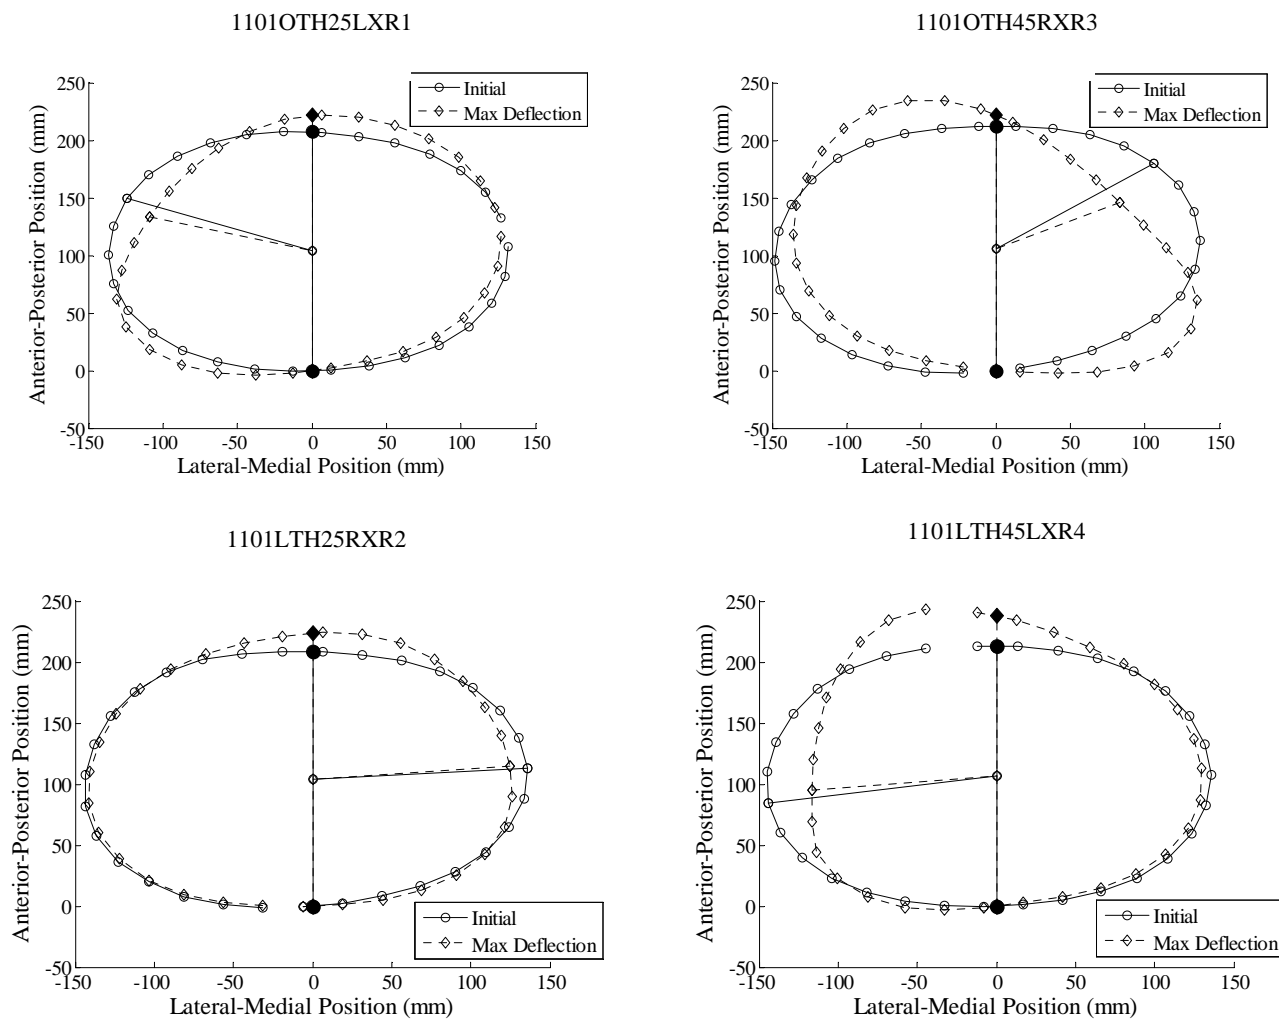 1101OTH25LXR1
250
200
150
100
50
0
-50
-150
-100
-50
0
50
100
150
Anterior-Posterior Position (mm)
Lateral-Medial Position (mm)
Initial
Max Deflection
1101OTH45RXR3
250
200
150
100
50
0
-50
-150
-100
-50
0
50
100
150
Anterior-Posterior Position (mm)
Lateral-Medial Position (mm)
Initial
Max Deflection
1101LTH25RXR2
250
200
150
100
50
0
-50
-150
-100
-50
0
50
100
150
Anterior-Posterior Position (mm)
Lateral-Medial Position (mm)
Initial
Max Deflection
1101LTH45LXR4
250
200
150
100
50
0
-50
-150
-100
-50
0
50
100
150
Anterior-Posterior Position (mm)
Lateral-Medial Position (mm)
Initial
Max Deflection